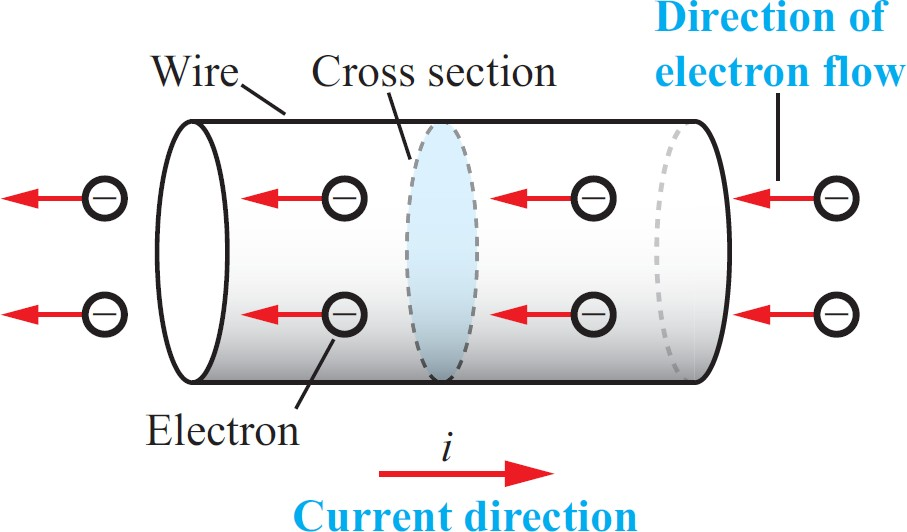 Direction of
electron flow
Wire
Cross section
Electron
i
Current direction